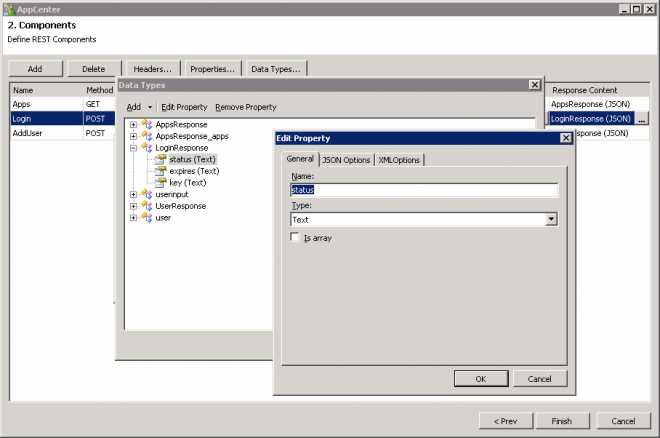 AppCenter
2. Components
Define REST Components
Add Delete Headers... Properties... Data Types...
Name Method Response Content
Apps GET AppsResponse (JSON)
Login POST LoginResponse (JSON) ...
AddUser POST sponse (JSON)
Data Types
Add Edit Property Remove Property
AppsResponse
AppsResponse_apps
LoginResponse
status (Text)
expires (Text)
key (Text)
userinput
UserResponse
user
Edit Property
General JSON Options XMLOptions
Name:
status
Type:
Text
Is array
OK Cancel
< Prev Finish Cancel